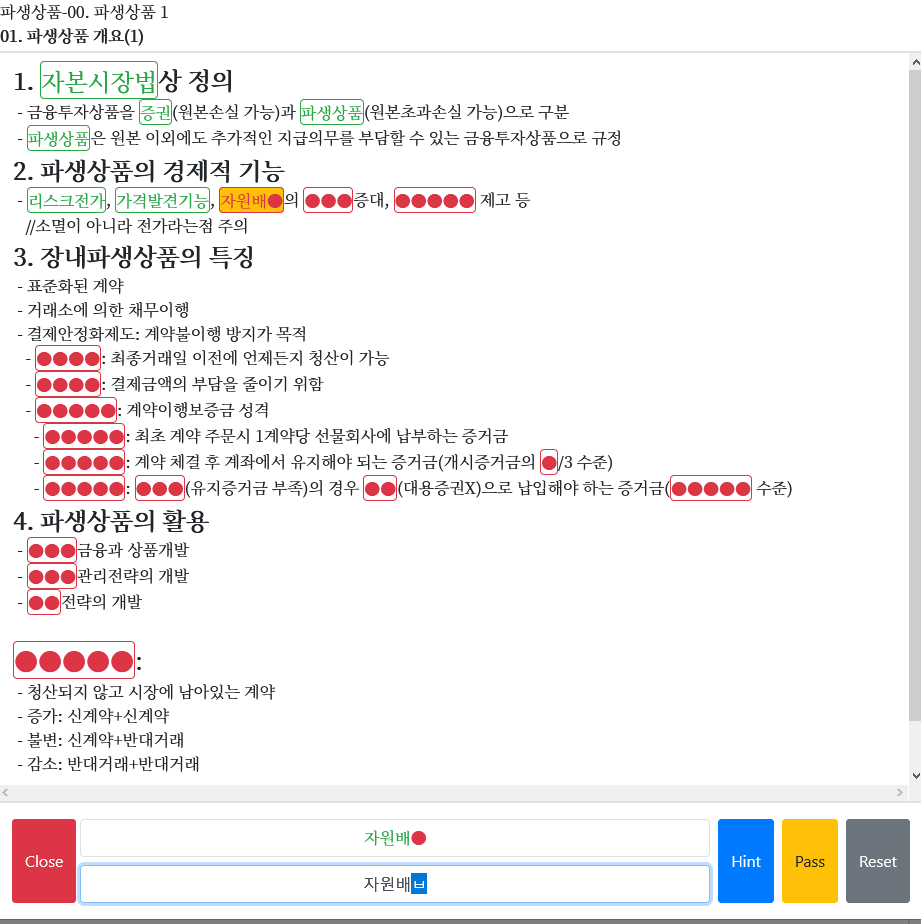 파생상품-00. 파생상품 1
01. 파생상품 개요(1)
1. 자본시장법상 정의
- 금융투자상품을 증권(원본손실 가능)과 파생상품(원본초과손실 가능)으로 구분
- 파생상품은 원본 이외에도 추가적인 지급의무를 부담할 수 있는 금융투자상품으로 규정
2. 파생상품의 경제적 기능
- 리스크전가, 가격발견기능, 자원배●의 ●●●증대, ●●●●● 제고 등
//소멸이 아니라 전가라는점 주의
3. 장내파생상품의 특징
- 표준화된 계약
- 거래소에 의한 채무이행
- 결제안정화제도: 계약불이행 방지가 목적
- ●●●●: 최종거래일 이전에 언제든지 청산이 가능
- ●●●●: 결제금액의 부담을 줄이기 위함
- ●●●●●: 계약이행보증금 성격
- ●●●●●: 최초 계약 주문시 1계약당 선물회사에 납부하는 증거금
- ●●●●●: 계약 체결 후 계좌에서 유지해야 되는 증거금(개시증거금의 ●/3 수준)
- ●●●●●: ●●●(유지증거금 부족)의 경우 ●●(대용증권X)으로 납입해야 하는 증거금(●●●●● 수준)
4. 파생상품의 활용
- ●●●금융과 상품개발
- ●●●관리전략의 개발
- ●●전략의 개발
●●●●●:
- 청산되지 않고 시장에 남아있는 계약
- 증가: 신계약+신계약
- 불변: 신계약+반대거래
- 감소: 반대거래+반대거래
Close
자원배●
자원배ㅂ
Hint
Pass
Reset